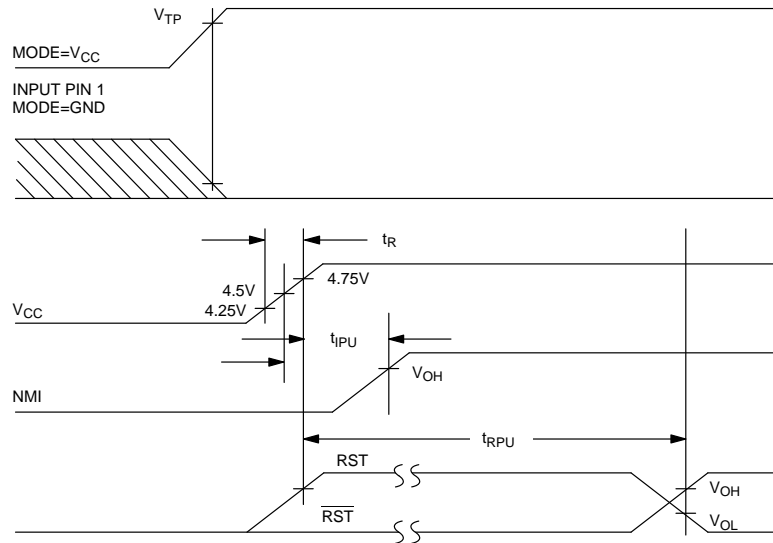 VTP
MODE=VCC
INPUT PIN 1
MODE=GND
tR
4.75V
4.5V
4.25V
VCC
tIPU
VOH
NMI
tRPU
RST
RST
VOH
VOL